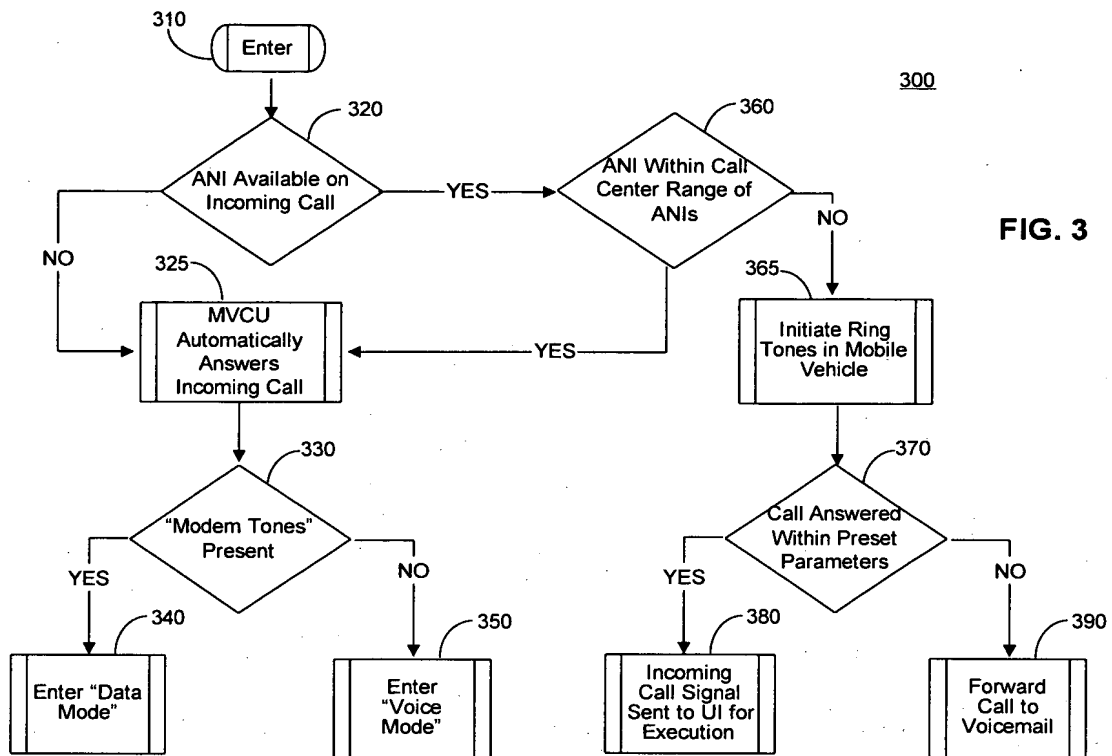 310
Enter
300
320
360
ANI Available on
Incoming Call
YES
ANI Within Call
Center Range of
ANIs
NO
FIG. 3
NO
325
365
MVCU
Automatically
Answers
Incoming Call
YES
Initiate Ring
Tones in Mobile
Vehicle
330
370
"Modem Tones"
Present
Call Answered
Within Preset
Parameters
YES
NO
YES
NO
340
350
380
390
Enter "Data
Mode"
Enter
"Voice
Mode"
Incoming
Call Signal
Sent to UI for
Execution
Forward
Call to
Voicemail